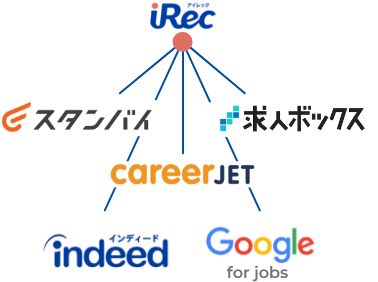 アイレック
iRec
スタンバイ
求人ボックス
careerJET
インディード
indeed
Google
for jobs